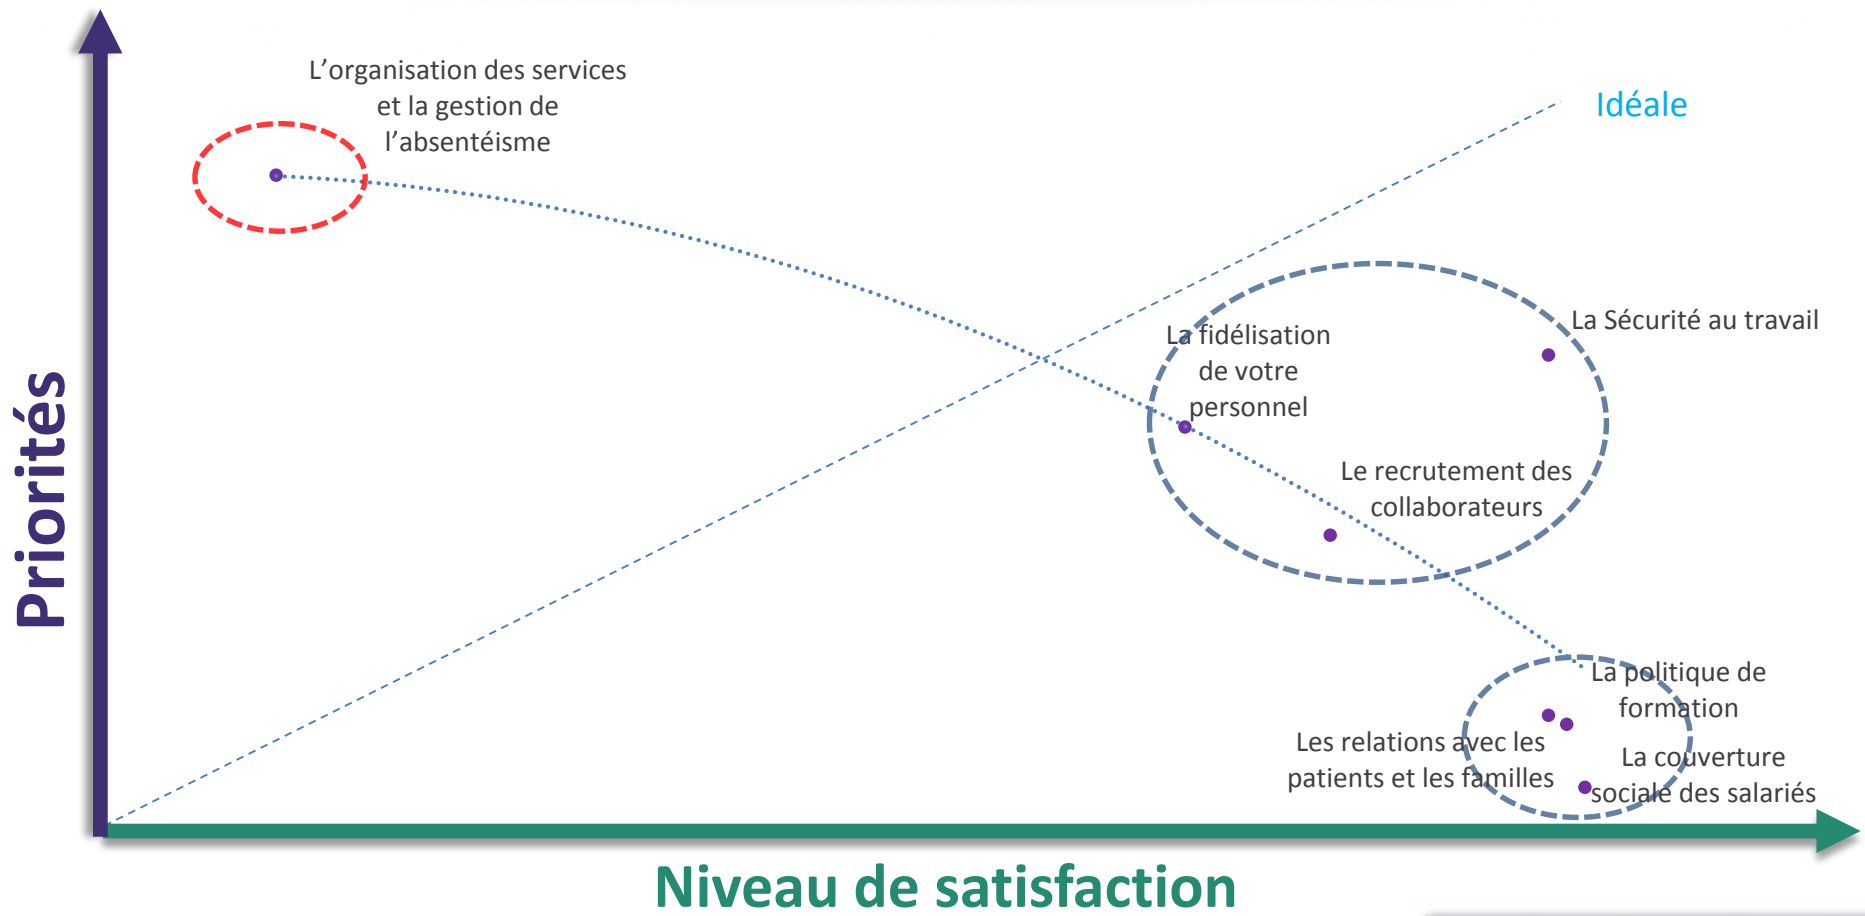 L’organisation des services
et la gestion de
l’absentéisme
Idéale
La Sécurité au travail
La fidélisation
de votre
personnel
Le recrutement des
collaborateurs
La politique de
formation
Les relations avec les
patients et les familles
La couverture
sociale des salariés
Priorités
Niveau de satisfaction